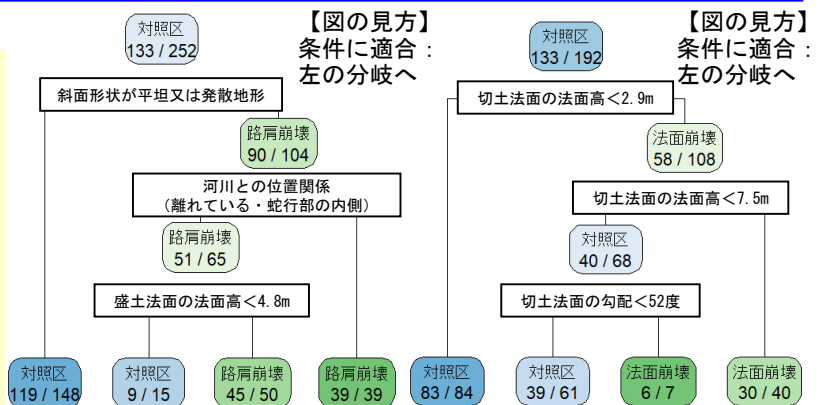 対照区
133 / 252
【図の見方】
条件に適合：
左の分岐へ
斜面形状が平坦又は発散地形
路肩崩壊
90 / 104
河川との位置関係
（離れている・蛇行部の内側）
路肩崩壊
51 / 65
盛土法面の法面高<4.8m
対照区
119 / 148
対照区
9 / 15
路肩崩壊
45 / 50
路肩崩壊
39 / 39
対照区
133 / 192
【図の見方】
条件に適合：
左の分岐へ
切土法面の法面高<2.9m
法面崩壊
58 / 108
切土法面の法面高<7.5m
対照区
40 / 68
切土法面の勾配<52度
対照区
83 / 84
対照区
39 / 61
法面崩壊
6 / 7
法面崩壊
30 / 40